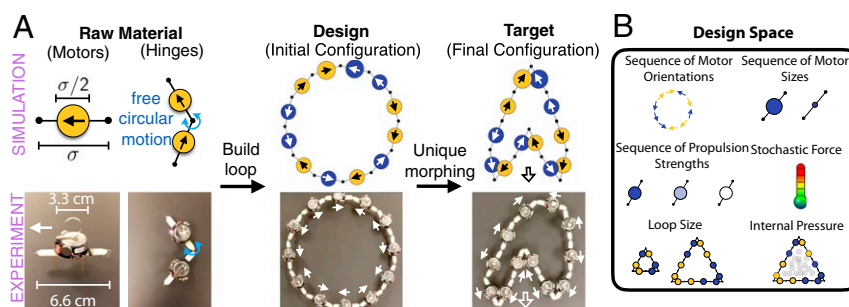 A
Raw Material
(Motors) (Hinges)
Design
(Initial Configuration)
Target
(Final Configuration)
SIMULATION
σ/2
σ
free
circular
motion
Build
loop
Unique
morphing
EXPERIMENT
3.3 cm
6.6 cm
B
Design Space
Sequence of Motor
Orientations
Sequence of Motor
Sizes
Sequence of Propulsion
Strengths
Stochastic Force
Loop Size
Internal Pressure